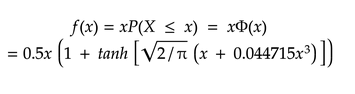 f(x) = xP(X ≤ x) = xΦ(x)
= 0.5x (1 + tanh [√2/π (x + 0.044715x³)])